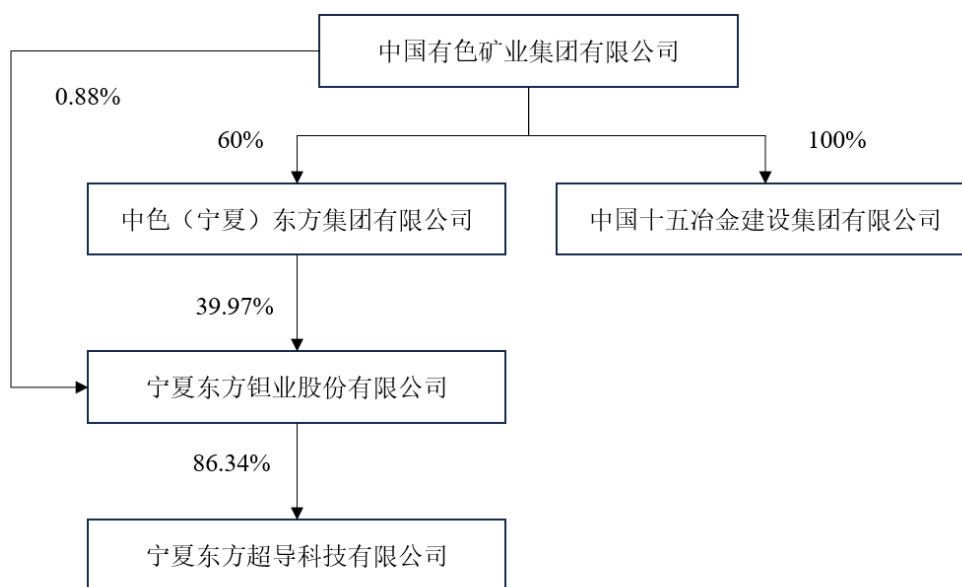 中国有色矿业集团有限公司
0.88%
60%
100%
中色（宁夏）东方集团有限公司
中国十五冶金建设集团有限公司
39.97%
宁夏东方钽业股份有限公司
86.34%
宁夏东方超导科技有限公司